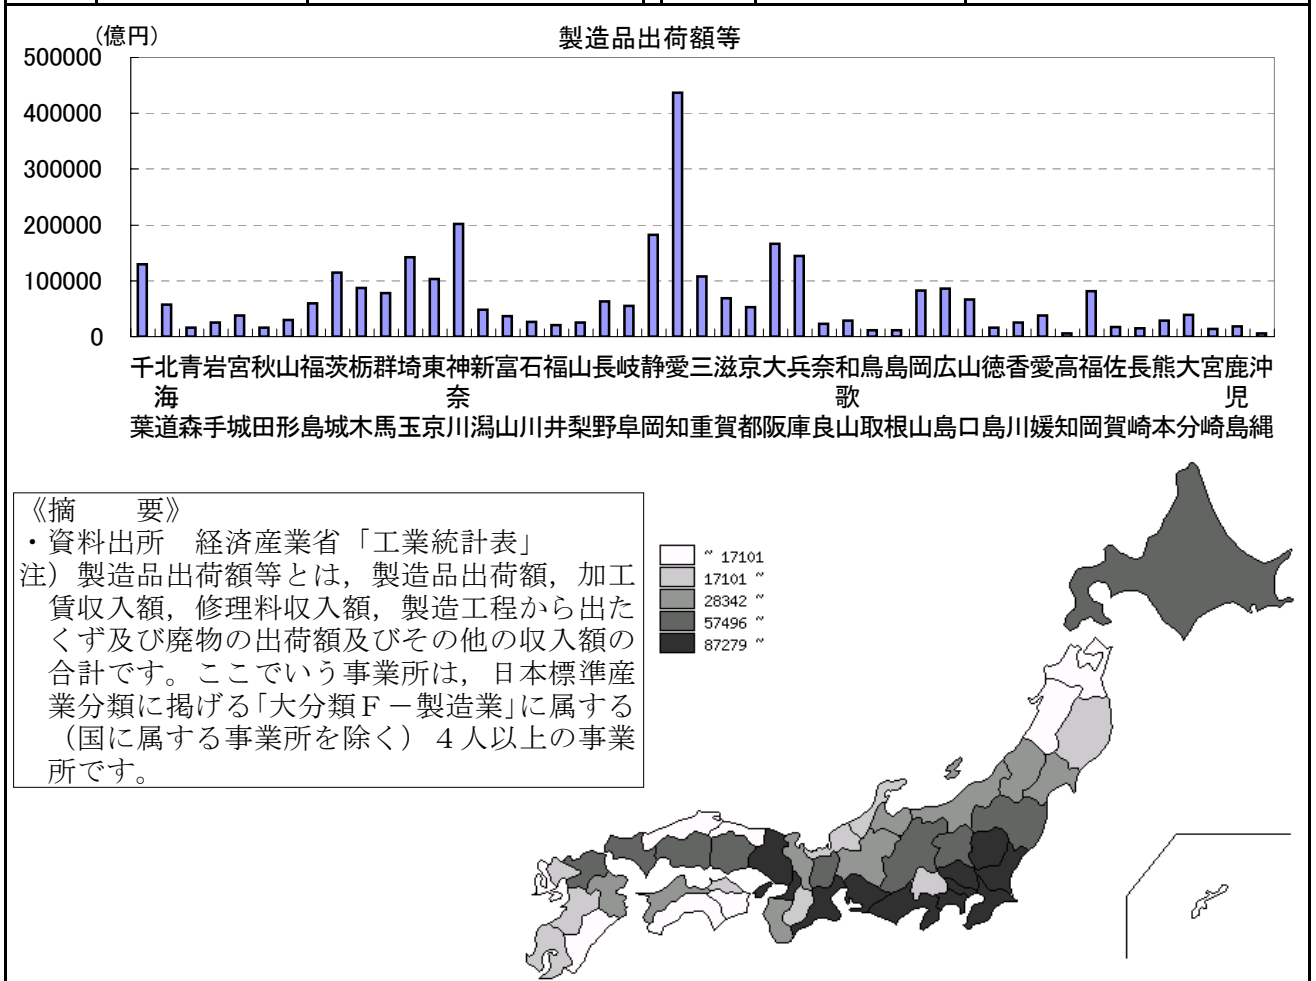 （億円）
製造品出荷額等
500000
400000
300000
200000
100000
0
千葉 北海道 青森 岩手 宮城 秋田 山形 福島 茨城 栃木 群馬 埼玉 東京 神奈川 新潟 富山 石川 福井 山梨 長野 岐阜 静岡 愛知 三重 滋賀 京都 大阪 兵庫 奈良 和歌山 鳥取 島根 岡山 広島 山口 徳島 香川 愛媛 高知 福岡 佐賀 長崎 熊本 大分 宮崎 鹿児島 沖縄
《摘　　要》
・資料出所　経済産業省「工業統計表」
注）製造品出荷額等とは，製造品出荷額，加工
賃収入額，修理料収入額，製造工程から出た
くず及び廃物の出荷額及びその他の収入額の
合計です。ここでいう事業所は，日本標準産
業分類に掲げる「大分類Ｆ－製造業」に属する
（国に属する事業所を除く）４人以上の事業
所です。
~ 17101
17101 ~
28342 ~
57496 ~
87279 ~